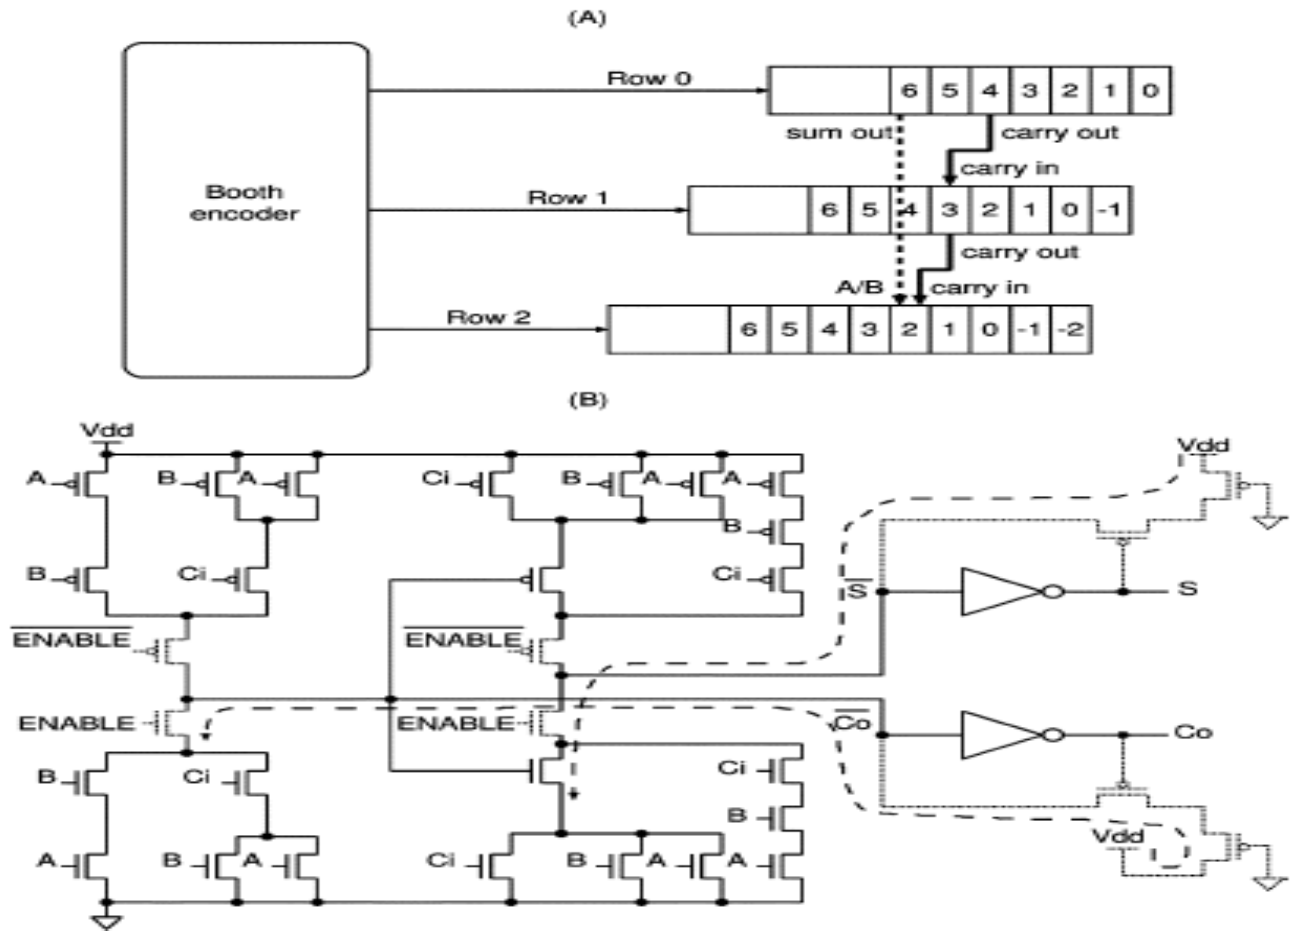 (A)
Row 0
6 5 4 3 2 1 0
sum out
carry out
carry in
Booth
encoder
Row 1
6 5 4 3 2 1 0 -1
carry out
A/B
carry in
Row 2
6 5 4 3 2 1 0 -1 -2
(B)
Vdd
Vdd
A B A Ci B A A
B
B Ci Ci
S̅ S
ENABLE ENABLE
ENABLE ENABLE
C̅o̅ Co
B Ci Ci
B
A B A Ci B A A
Vdd